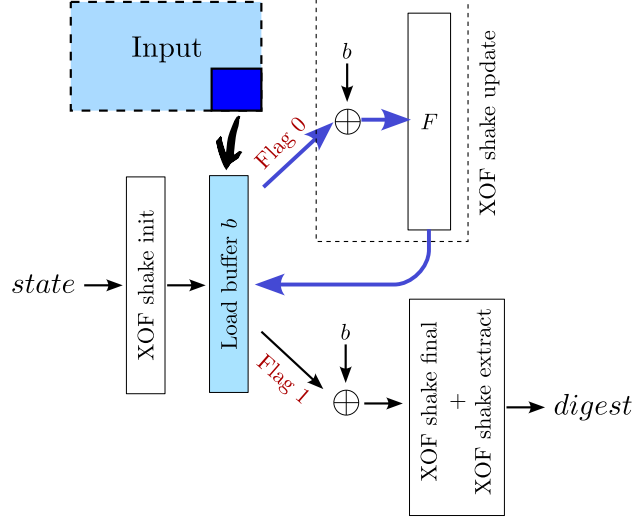 Input
b
Flag 0
F
XOF shake update
state
XOF shake init
Load buffer b
Flag 1
b
XOF shake final
+
XOF shake extract
digest